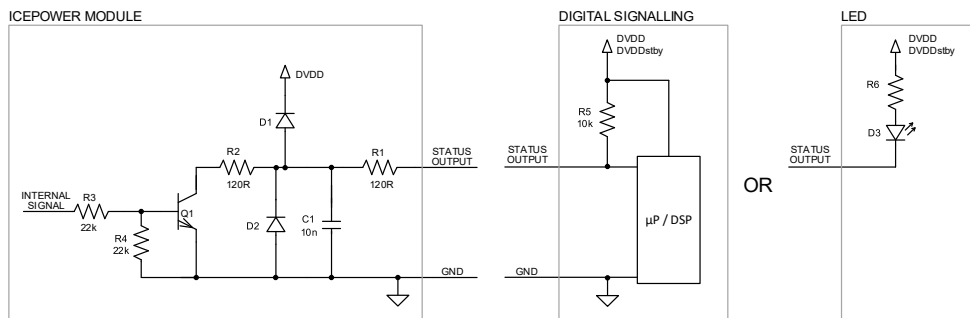 ICEPOWER MODULE
DVDD
D1
R2
120R
R1
120R
STATUS
OUTPUT
INTERNAL
SIGNAL
R3
22k
R4
22k
Q1
D2
C1
10n
GND
DIGITAL SIGNALLING
DVDD
DVDDstby
R5
10k
STATUS
OUTPUT
µP / DSP
GND
OR
LED
DVDD
DVDDstby
R6
D3
STATUS
OUTPUT